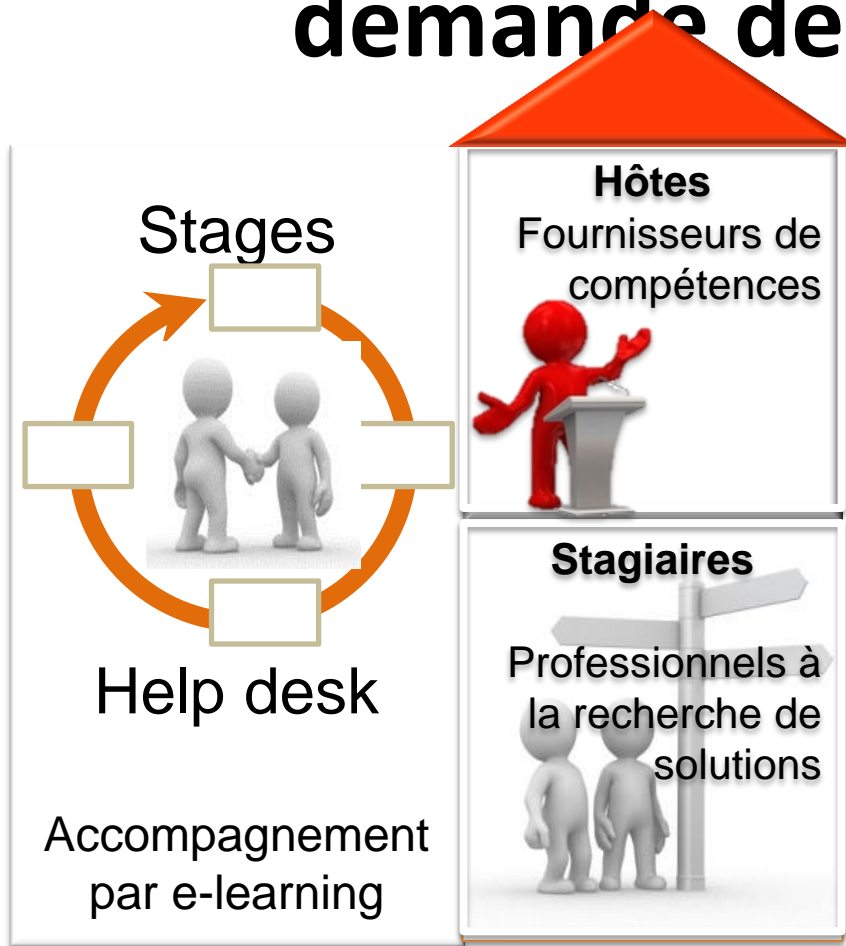 demande de
Stages
Help desk
Accompagnement
par e-learning
Hôtes
Fournisseurs de
compétences
Stagiaires
Professionnels à
la recherche de
solutions